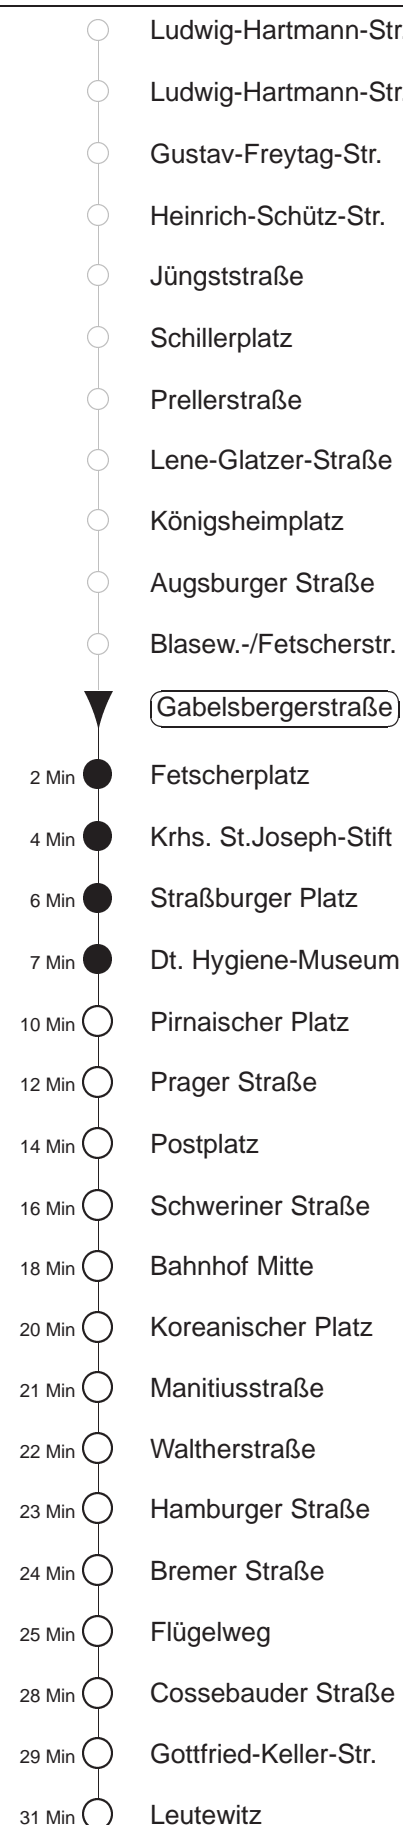 Ludwig-Hartmann-Str.
Ludwig-Hartmann-Str.
Gustav-Freytag-Str.
Heinrich-Schütz-Str.
Jüngststraße
Schillerplatz
Prellerstraße
Lene-Glatzer-Straße
Königsheimplatz
Augsburger Straße
Blasew.-/Fetscherstr.
Gabelsbergerstraße
2 Min Fetscherplatz
4 Min Krhs. St.Joseph-Stift
6 Min Straßburger Platz
7 Min Dt. Hygiene-Museum
10 Min Pirnaischer Platz
12 Min Prager Straße
14 Min Postplatz
16 Min Schweriner Straße
18 Min Bahnhof Mitte
20 Min Koreanischer Platz
21 Min Manitiusstraße
22 Min Waltherstraße
23 Min Hamburger Straße
24 Min Bremer Straße
25 Min Flügelweg
28 Min Cossebauder Straße
29 Min Gottfried-Keller-Str.
31 Min Leutewitz